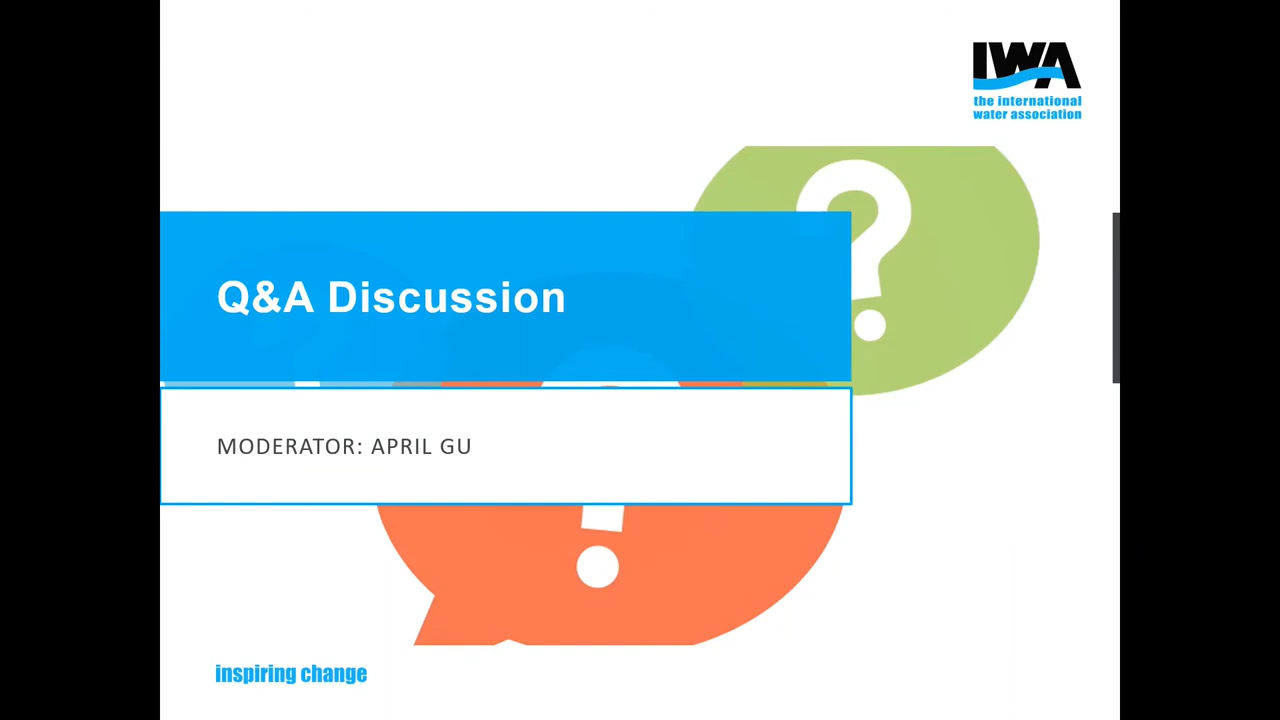 IWA
the international
water association
Q&A Discussion
MODERATOR: APRIL GU
inspiring change